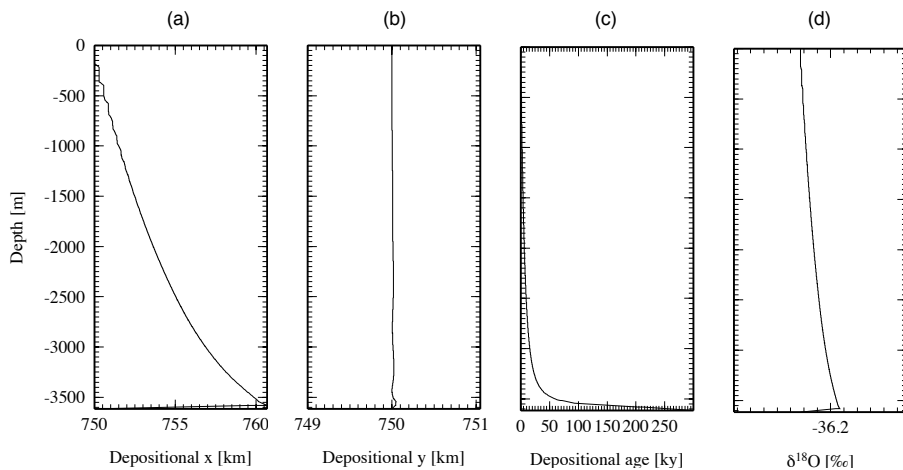 (a) (b) (c) (d)
0
-500
-1000
-1500
-2000
-2500
-3000
-3500
Depth [m]
750 755 760 749 750 751 0 50 100 150 200 250 -36.2
Depositional x [km] Depositional y [km] Depositional age [ky] δ¹⁸O [‰]